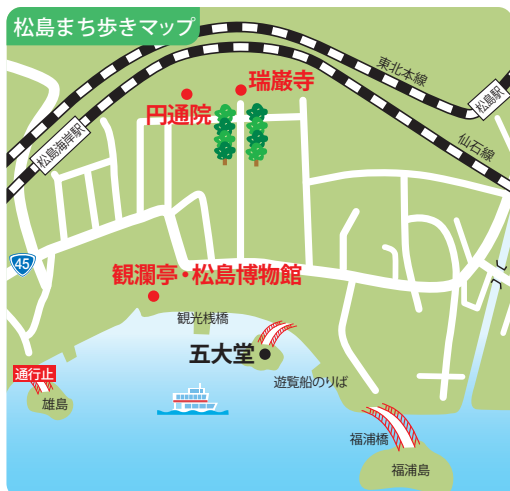 松島まち歩きマップ
東北本線
松島駅
瑞巌寺
円通院
松島海岸駅
仙石線
45
観瀾亭・松島博物館
観光桟橋
五大堂
通行止
遊覧船のりば
雄島
福浦橋
福浦島